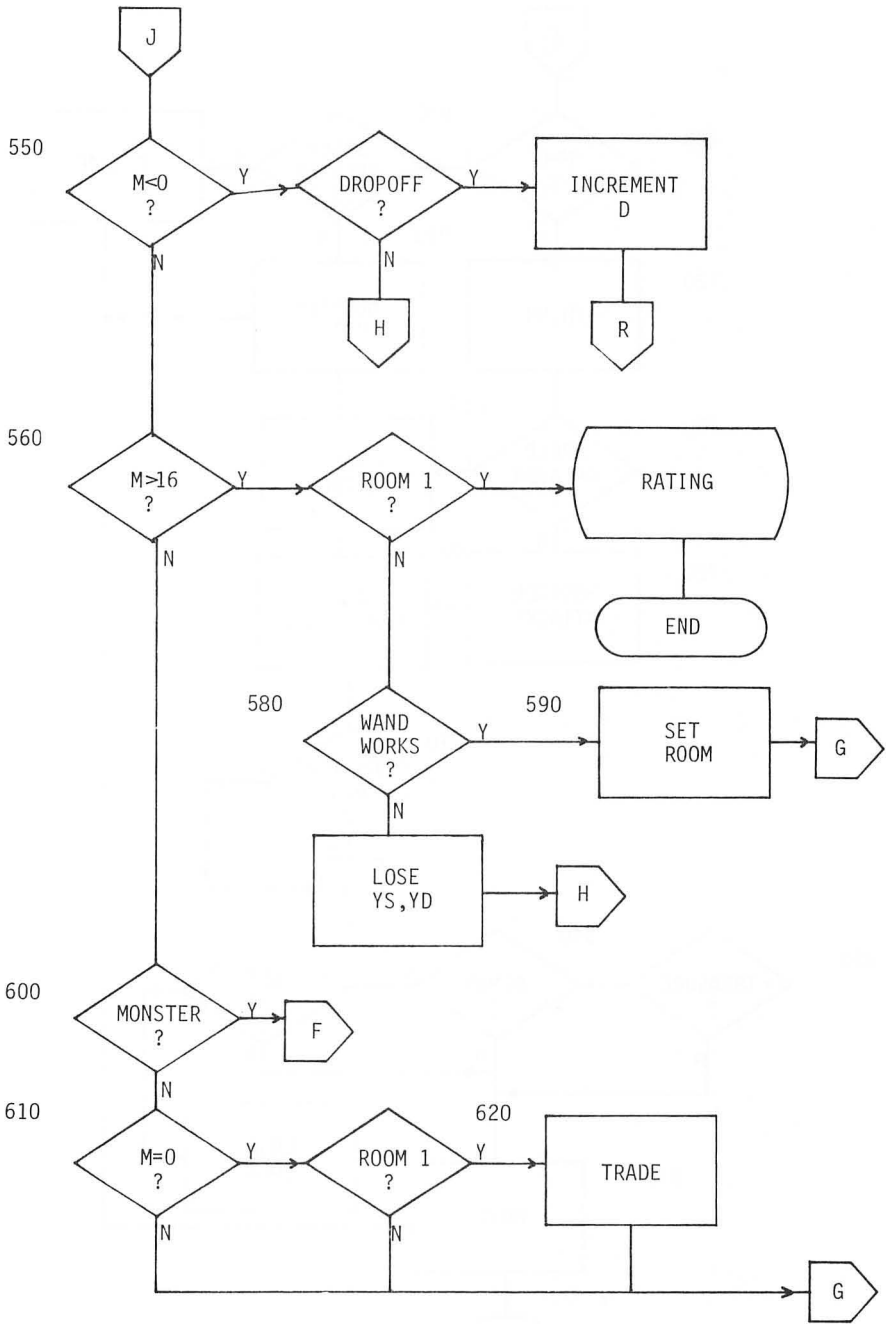 J
550
M<0
?
Y
DROPOFF
?
Y
INCREMENT
D
N
N
H
R
560
M>16
?
Y
ROOM 1
?
Y
RATING
N
N
END
580
WAND
WORKS
?
Y
590
SET
ROOM
G
N
LOSE
YS,YD
H
600
MONSTER
?
Y
F
N
610
M=0
?
Y
ROOM 1
?
Y
620
TRADE
N
N
G